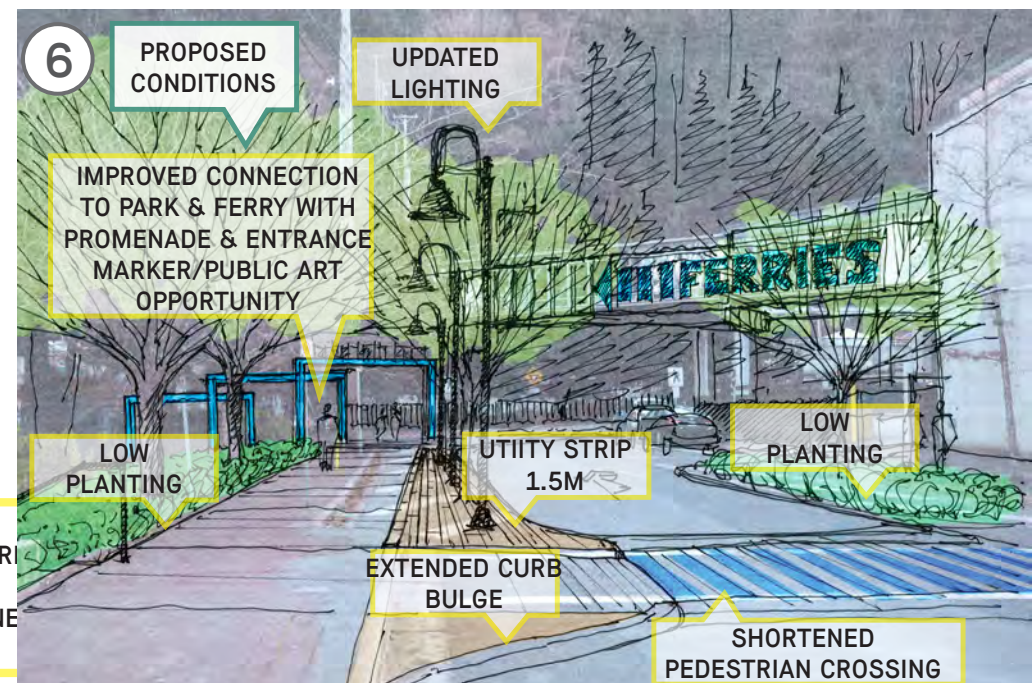 6
PROPOSED
CONDITIONS
UPDATED
LIGHTING
IMPROVED CONNECTION
TO PARK & FERRY WITH
PROMENADE & ENTRANCE
MARKER/PUBLIC ART
OPPORTUNITY
FERRIES
LOW
PLANTING
UTIITY STRIP
1.5M
LOW
PLANTING
EXTENDED CURB
BULGE
SHORTENED
PEDESTRIAN CROSSING